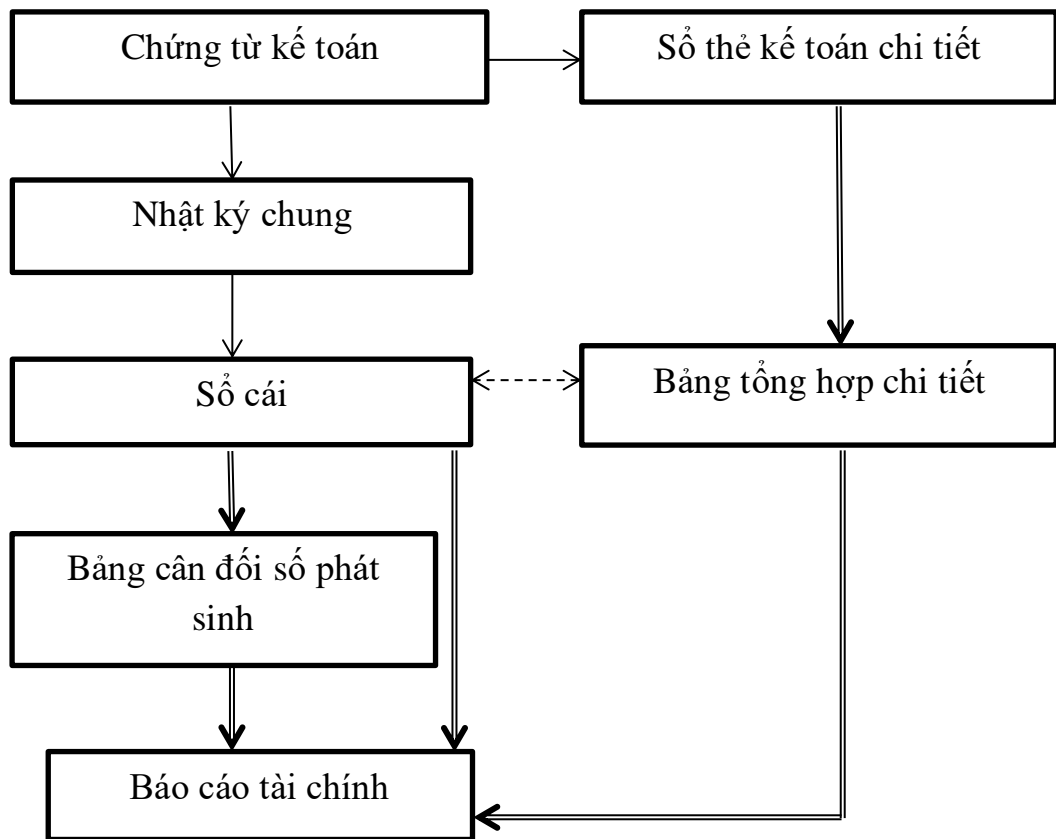 Chứng từ kế toán
Sổ thẻ kế toán chi tiết
Nhật ký chung
Sổ cái
Bảng tổng hợp chi tiết
Bảng cân đối số phát
sinh
Báo cáo tài chính